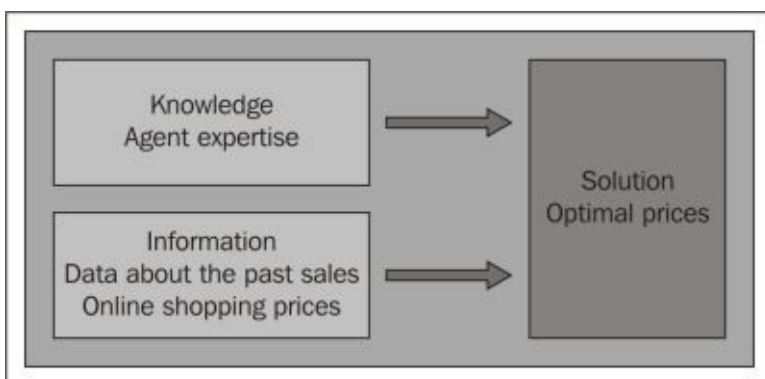 Knowledge
Agent expertise
Information
Data about the past sales
Online shopping prices
Solution
Optimal prices